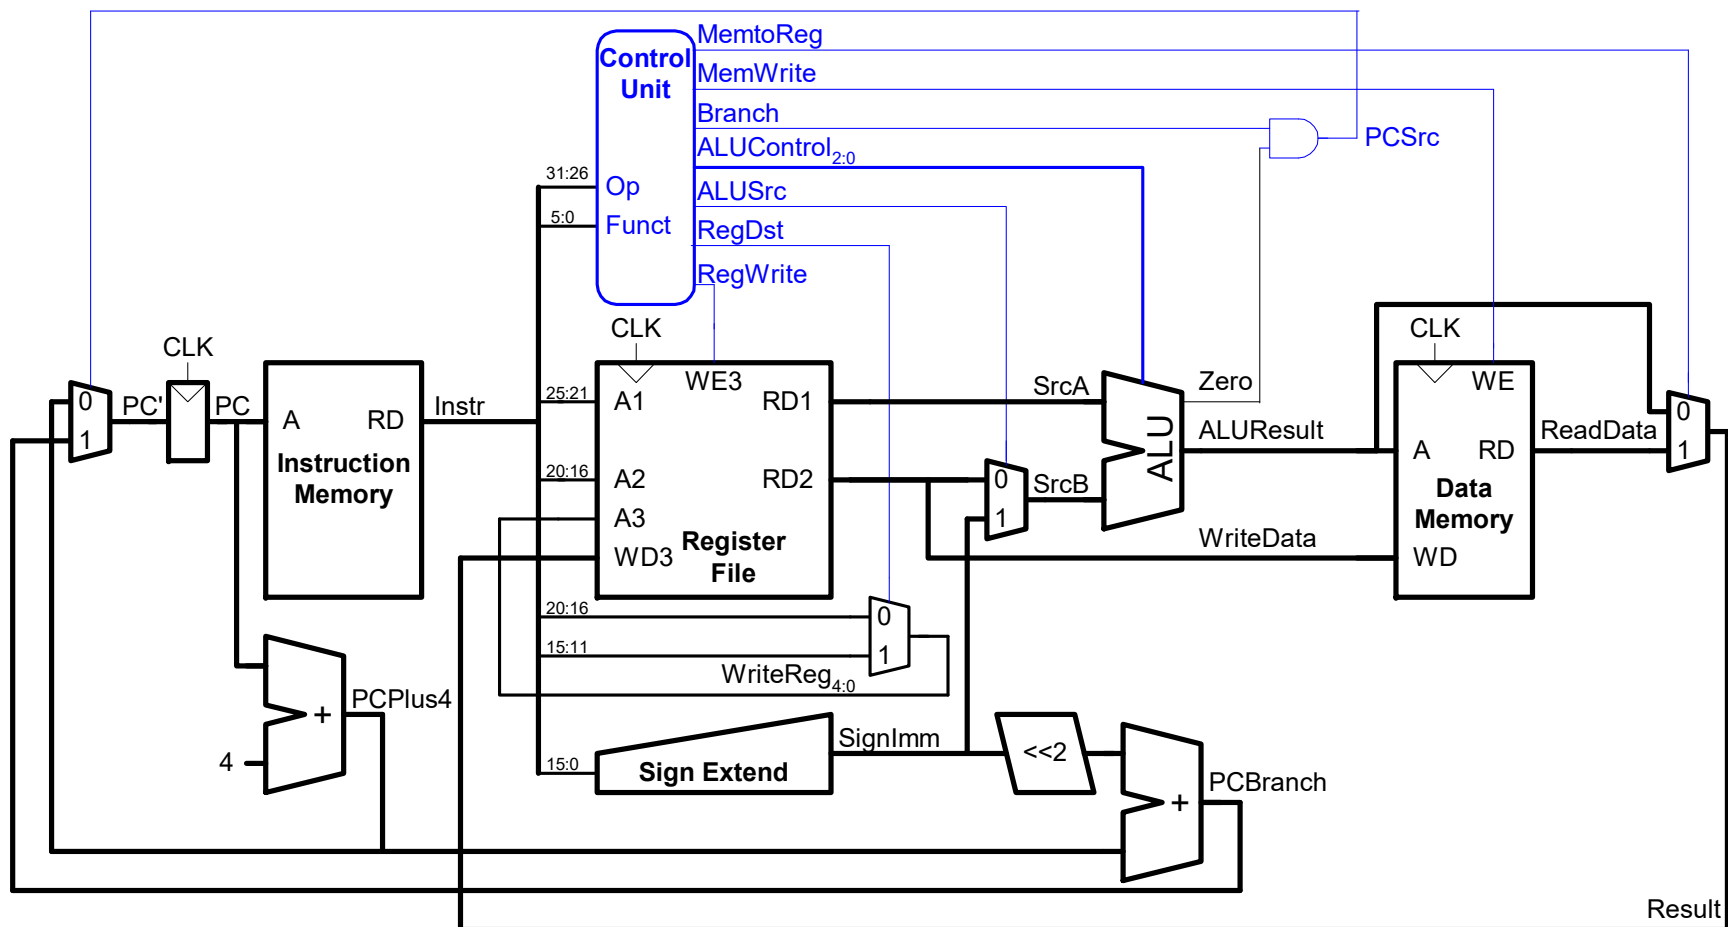 MemtoReg
Control
Unit
MemWrite
Branch
ALUControl2:0
PCSrc
31:26
Op
ALUSrc
5:0
Funct
RegDst
RegWrite
CLK
CLK
CLK
WE3
WE
0
1
PC'
PC
A
RD
Instr
Instruction
Memory
25:21
A1
RD1
SrcA
Zero
20:16
A2
RD2
0
1
SrcB
ALU
ALUResult
A
RD
ReadData
0
1
A3
Register
File
WD3
Data
Memory
WriteData
WD
20:16
0
15:11
1
WriteReg4:0
PCPlus4
+
4
SignImm
15:0
Sign Extend
<<2
PCBranch
+
Result